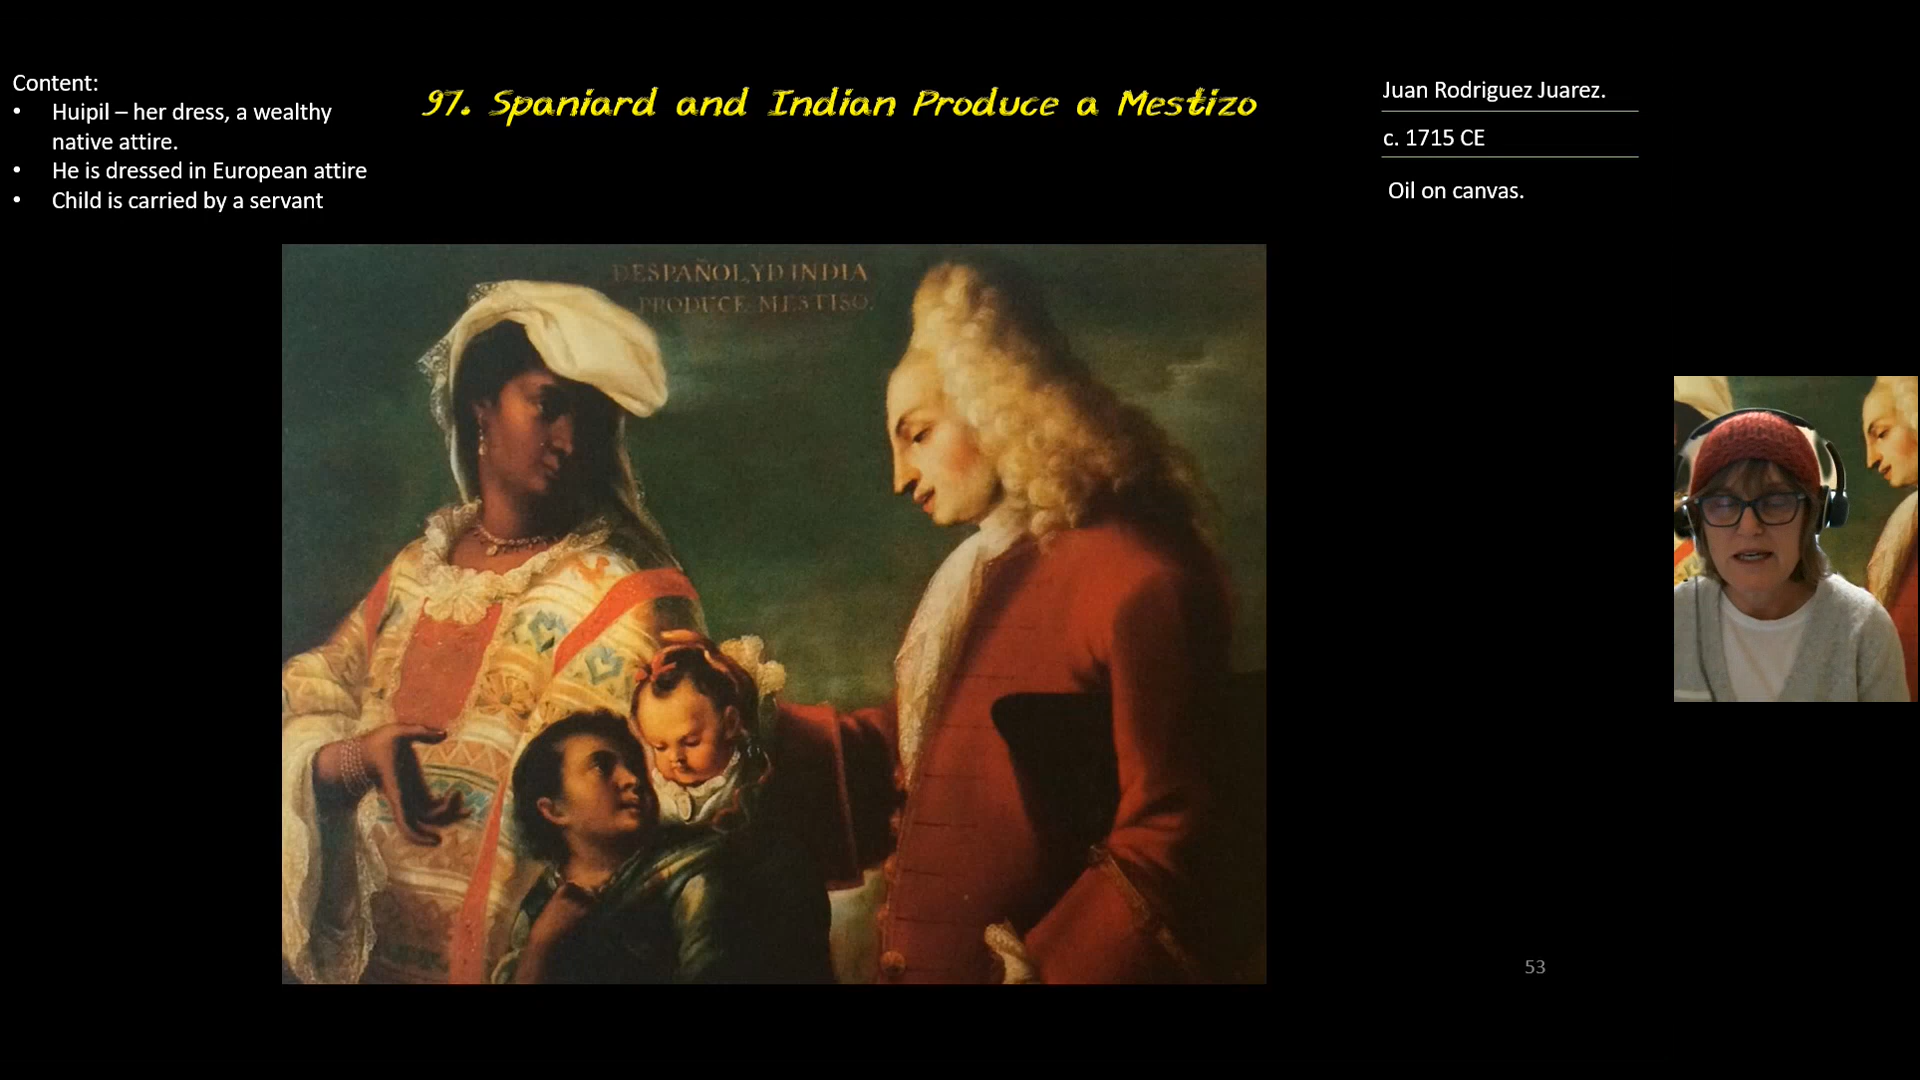 Content:
• Huipil – her dress, a wealthy
native attire.
• He is dressed in European attire
• Child is carried by a servant
97. Spaniard and Indian Produce a Mestizo
Juan Rodriguez Juarez.
c. 1715 CE
Oil on canvas.
DESPAÑOL,YD INDIA
PRODUCE MESTISO.
53